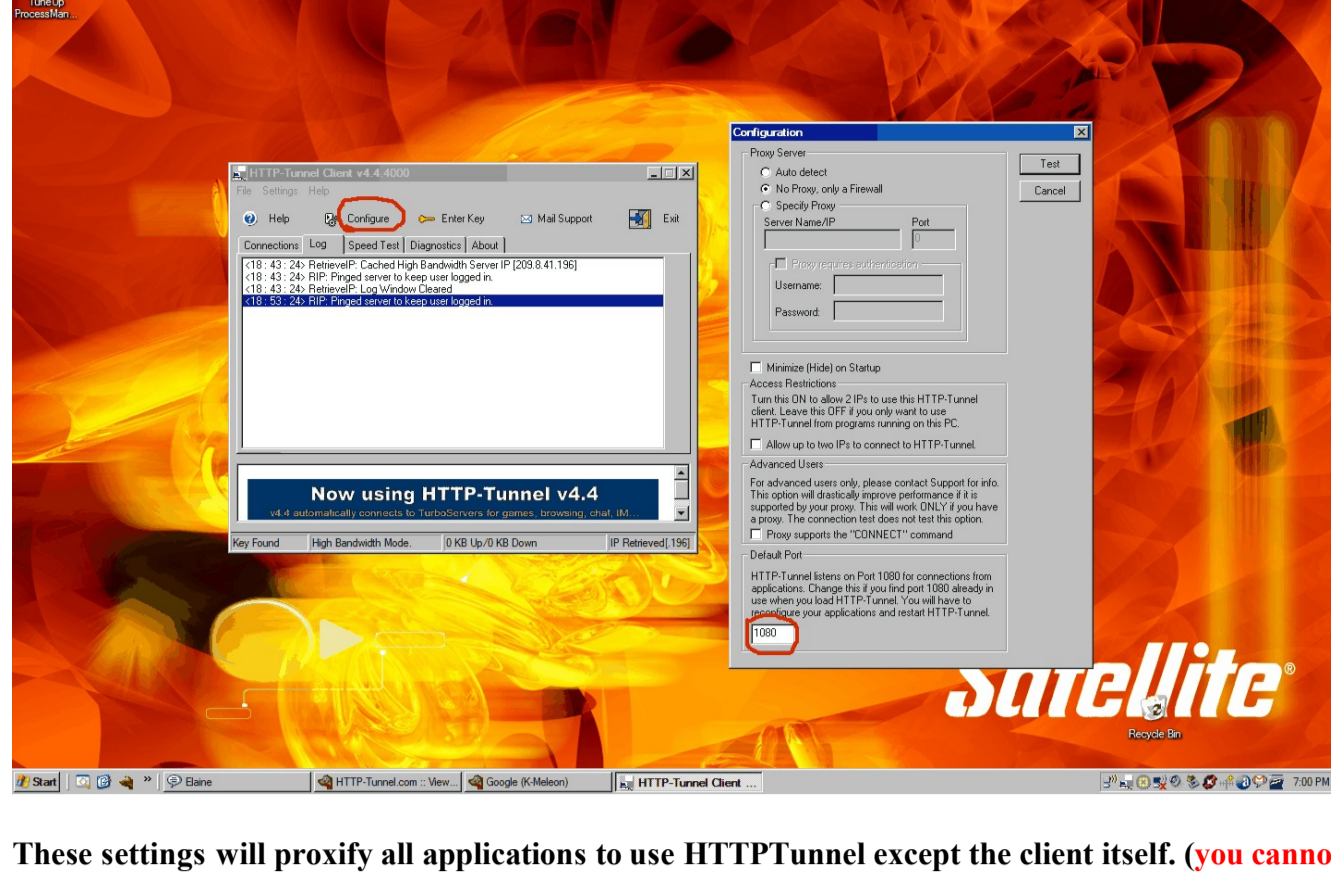 TuneUp
ProcessMan...
HTTP-Tunnel Client v4.4.4000
File Settings Help
Help Configure Enter Key Mail Support Exit
Connections Log Speed Test Diagnostics About
<18 : 43 : 24> RetrieveIP: Cached High Bandwidth Server IP [209.8.41.196]
<18 : 43 : 24> RIP: Pinged server to keep user logged in.
<18 : 43 : 24> RetrieveIP: Log Window Cleared
<18 : 53 : 24> RIP: Pinged server to keep user logged in.
Now using HTTP-Tunnel v4.4
v4.4 automatically connects to TurboServers for games, browsing, chat, IM...
Key Found High Bandwidth Mode. 0 KB Up/0 KB Down IP Retrieved[.196]
Configuration
Proxy Server
Test
Auto detect
No Proxy, only a Firewall
Cancel
Specify Proxy
Server Name/IP Port
0
Proxy requires authentication
Username:
Password:
Minimize (Hide) on Startup
Access Restrictions
Turn this ON to allow 2 IPs to use this HTTP-Tunnel
client. Leave this OFF if you only want to use
HTTP-Tunnel from programs running on this PC.
Allow up to two IPs to connect to HTTP-Tunnel.
Advanced Users
For advanced users only, please contact Support for info.
This option will drastically improve performance if it is
supported by your proxy. This will work ONLY if you have
a proxy. The connection test does not test this option.
Proxy supports the "CONNECT" command
Default Port
HTTP-Tunnel listens on Port 1080 for connections from
applications. Change this if you find port 1080 already in
use when you load HTTP-Tunnel. You will have to
reconfigure your applications and restart HTTP-Tunnel.
1080
Satellite®
Recycle Bin
Start » Elaine HTTP-Tunnel.com :: View... Google (K-Meleon) HTTP-Tunnel Client ... 7:00 PM
These settings will proxify all applications to use HTTPTunnel except the client itself. (you canno